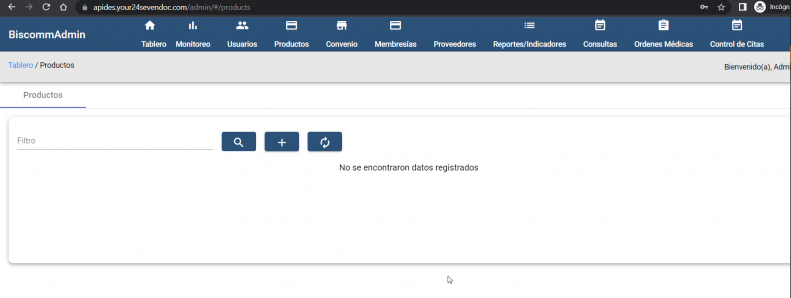 apides.your24sevendoc.com/admin/#/products
Incógn
BiscommAdmin
Tablero Monitoreo Usuarios Productos Convenio Membresías Proveedores Reportes/Indicadores Consultas Ordenes Médicas Control de Citas
Tablero / Productos
Bienvenido(a), Admi
Productos
Filtro
No se encontraron datos registrados